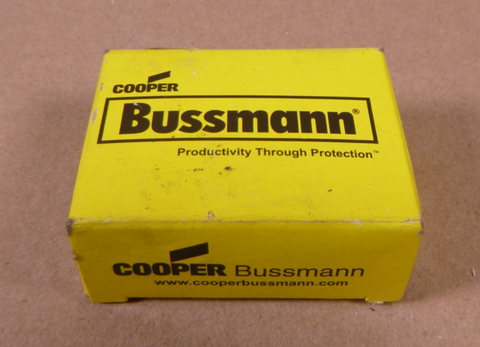 COOPER
Bussmann®
Productivity Through Protection™
COOPER Bussmann
www.cooperbussmann.com